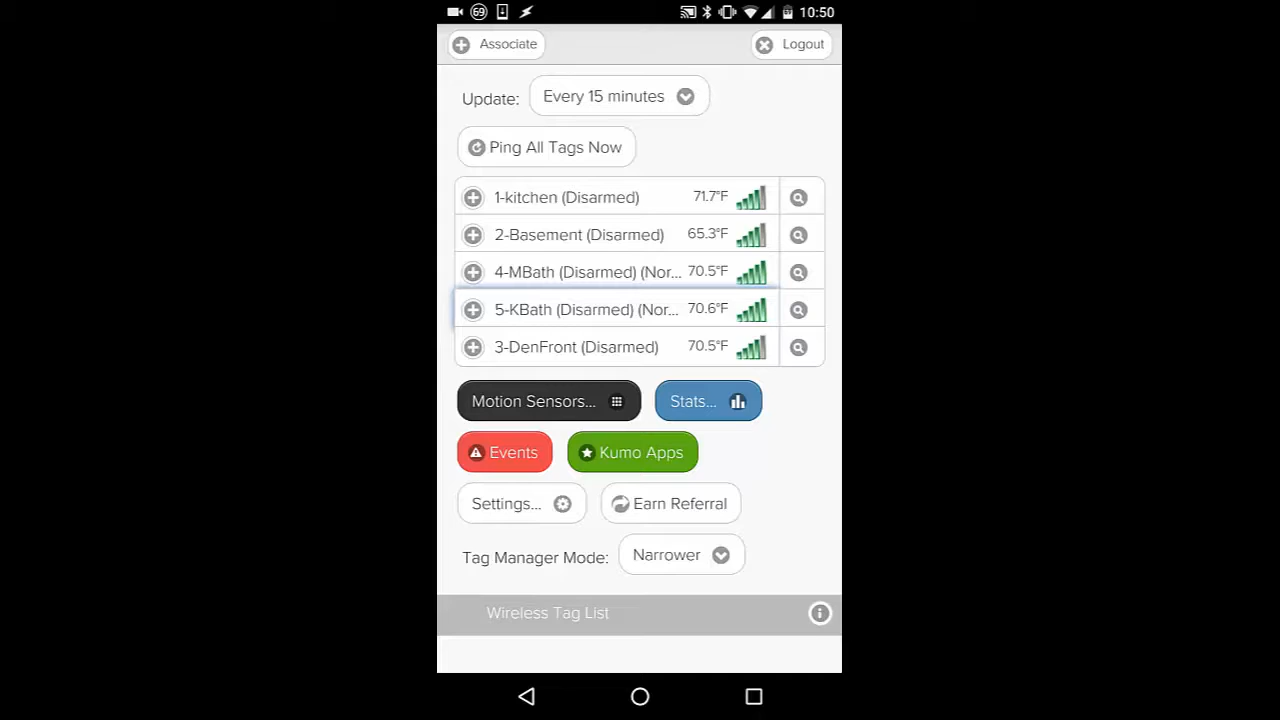 69 10:50
Associate Logout
Update: Every 15 minutes
Ping All Tags Now
1-kitchen (Disarmed) 71.7°F
2-Basement (Disarmed) 65.3°F
4-MBath (Disarmed) (Nor... 70.5°F
5-KBath (Disarmed) (Nor... 70.6°F
3-DenFront (Disarmed) 70.5°F
Motion Sensors... Stats...
Events Kumo Apps
Settings... Earn Referral
Tag Manager Mode: Narrower
Wireless Tag List